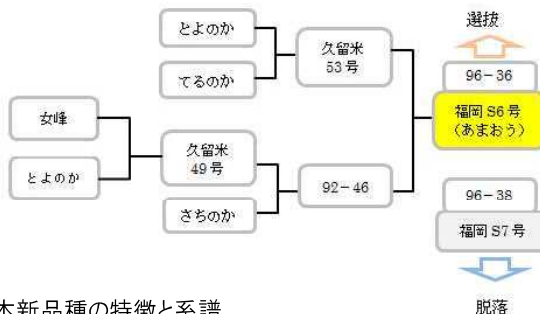 選抜
とよのか
久留米
53号
てるのか
96-36
福岡 S6 号
(あまおう)
女峰
久留米
49号
とよのか
さちのか
92-46
96-38
福岡 S7 号
脱落
本新品種の特徴と系譜